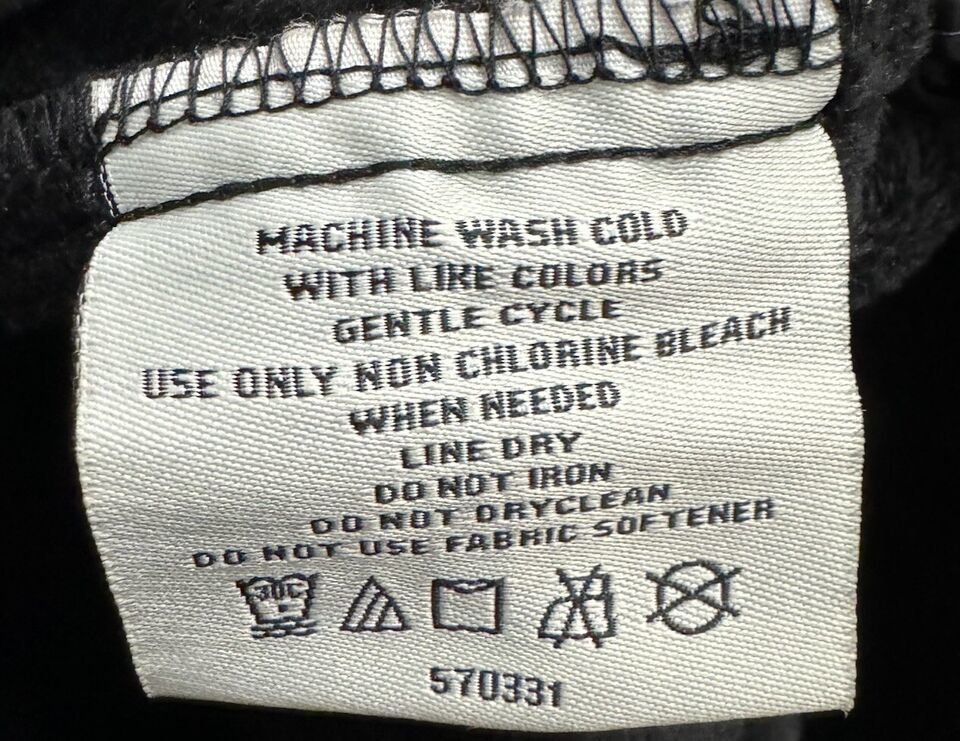 MACHINE WASH COLD
WITH LIKE COLORS
GENTLE CYCLE
USE ONLY NON CHLORINE BLEACH
WHEN NEEDED
LINE DRY
DO NOT IRON
DO NOT DRYCLEAN
DO NOT USE FABRIC SOFTENER
30C
570331